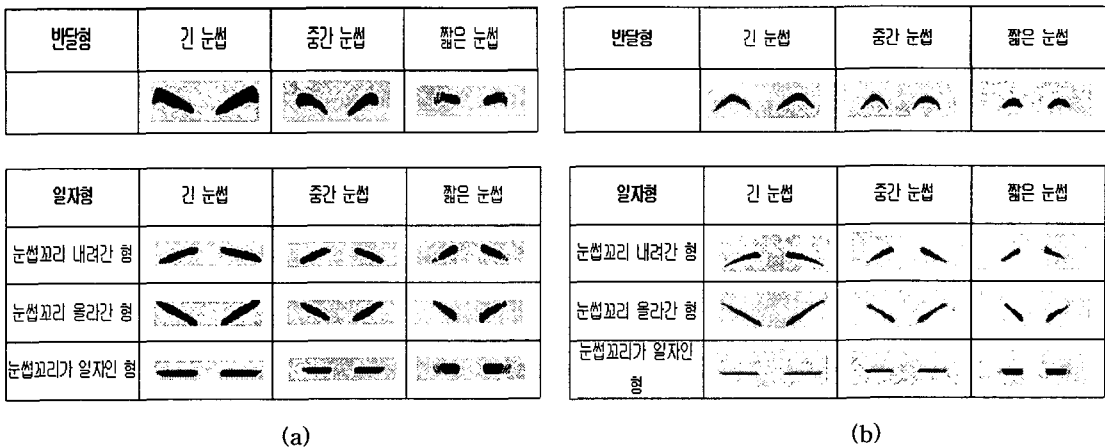 반달형 긴 눈썹 중간 눈썹 짧은 눈썹
일자형 긴 눈썹 중간 눈썹 짧은 눈썹
눈썹꼬리 내려간 형
눈썹꼬리 올라간 형
눈썹꼬리가 일자인 형
(a)
반달형 긴 눈썹 중간 눈썹 짧은 눈썹
일자형 긴 눈썹 중간 눈썹 짧은 눈썹
눈썹꼬리 내려간 형
눈썹꼬리 올라간 형
눈썹꼬리가 일자인
형
(b)